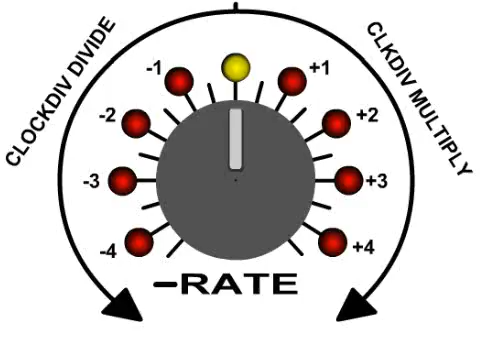 CLOCKDIV DIVIDE
CLKDIV MULTIPLY
-1
+1
-2
+2
-3
+3
-4
+4
–RATE